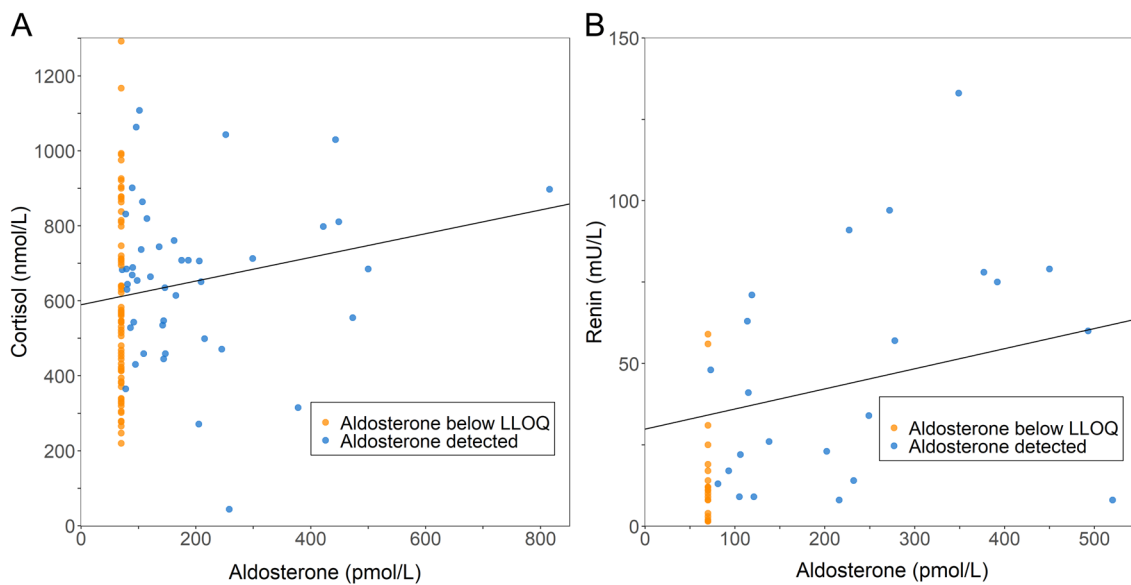 A
Cortisol (nmol/L)
1200
1000
800
600
400
200
0
0 200 400 600 800
Aldosterone (pmol/L)
Aldosterone below LLOQ
Aldosterone detected
B
Renin (mU/L)
150
100
50
0
0 100 200 300 400 500
Aldosterone (pmol/L)
Aldosterone below LLOQ
Aldosterone detected